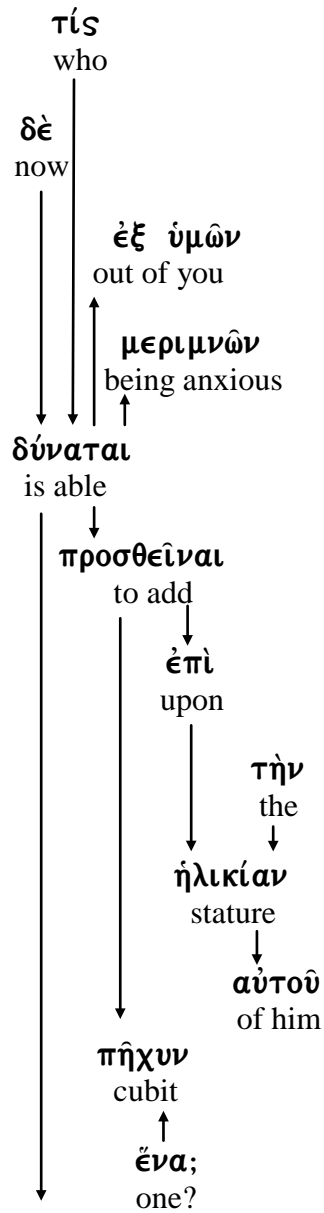 τίς
who
δὲ
now
ἐξ ὑμῶν
out of you
μεριμνῶν
being anxious
δύναται
is able
προσθεῖναι
to add
ἐπὶ
upon
τὴν
the
ἡλικίαν
stature
αὐτοῦ
of him
πῆχυν
cubit
ἕνα;
one?